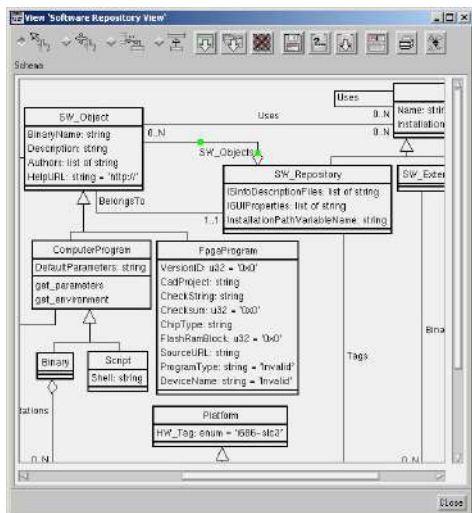 View 'Software Repository View'
Schema
Uses
SW_Object
Uses
0..N
Name: string
BinaryName: string
0..N
0..N
Installation
Description: string
Authors: list of string
SW_Objects
HelpURL: string = 'http://'
SW_Repository
SW_Exter
BelongsTo
ISInfoDescriptionFiles: list of string
IGUIProperties: list of string
1..1
InstallationPathVariableName: string
ComputerProgram
FpgaProgram
DefaultParameters: string
VersionID: u32 = '0x0'
CadProject: string
get_parameters
CheckString: string
get_environment
Checksum: u32 = '0x0'
ChipType: string
FlashRamBlock: u32 = '0x0'
Bina
SourceURL: string
Binary
Script
ProgramType: string = 'Invalid'
Tags
Shell: string
DeviceName: string = 'Invalid'
tations
Platform
HW_Tag: enum = 'i686-slc3'
0..N
0..N
Close